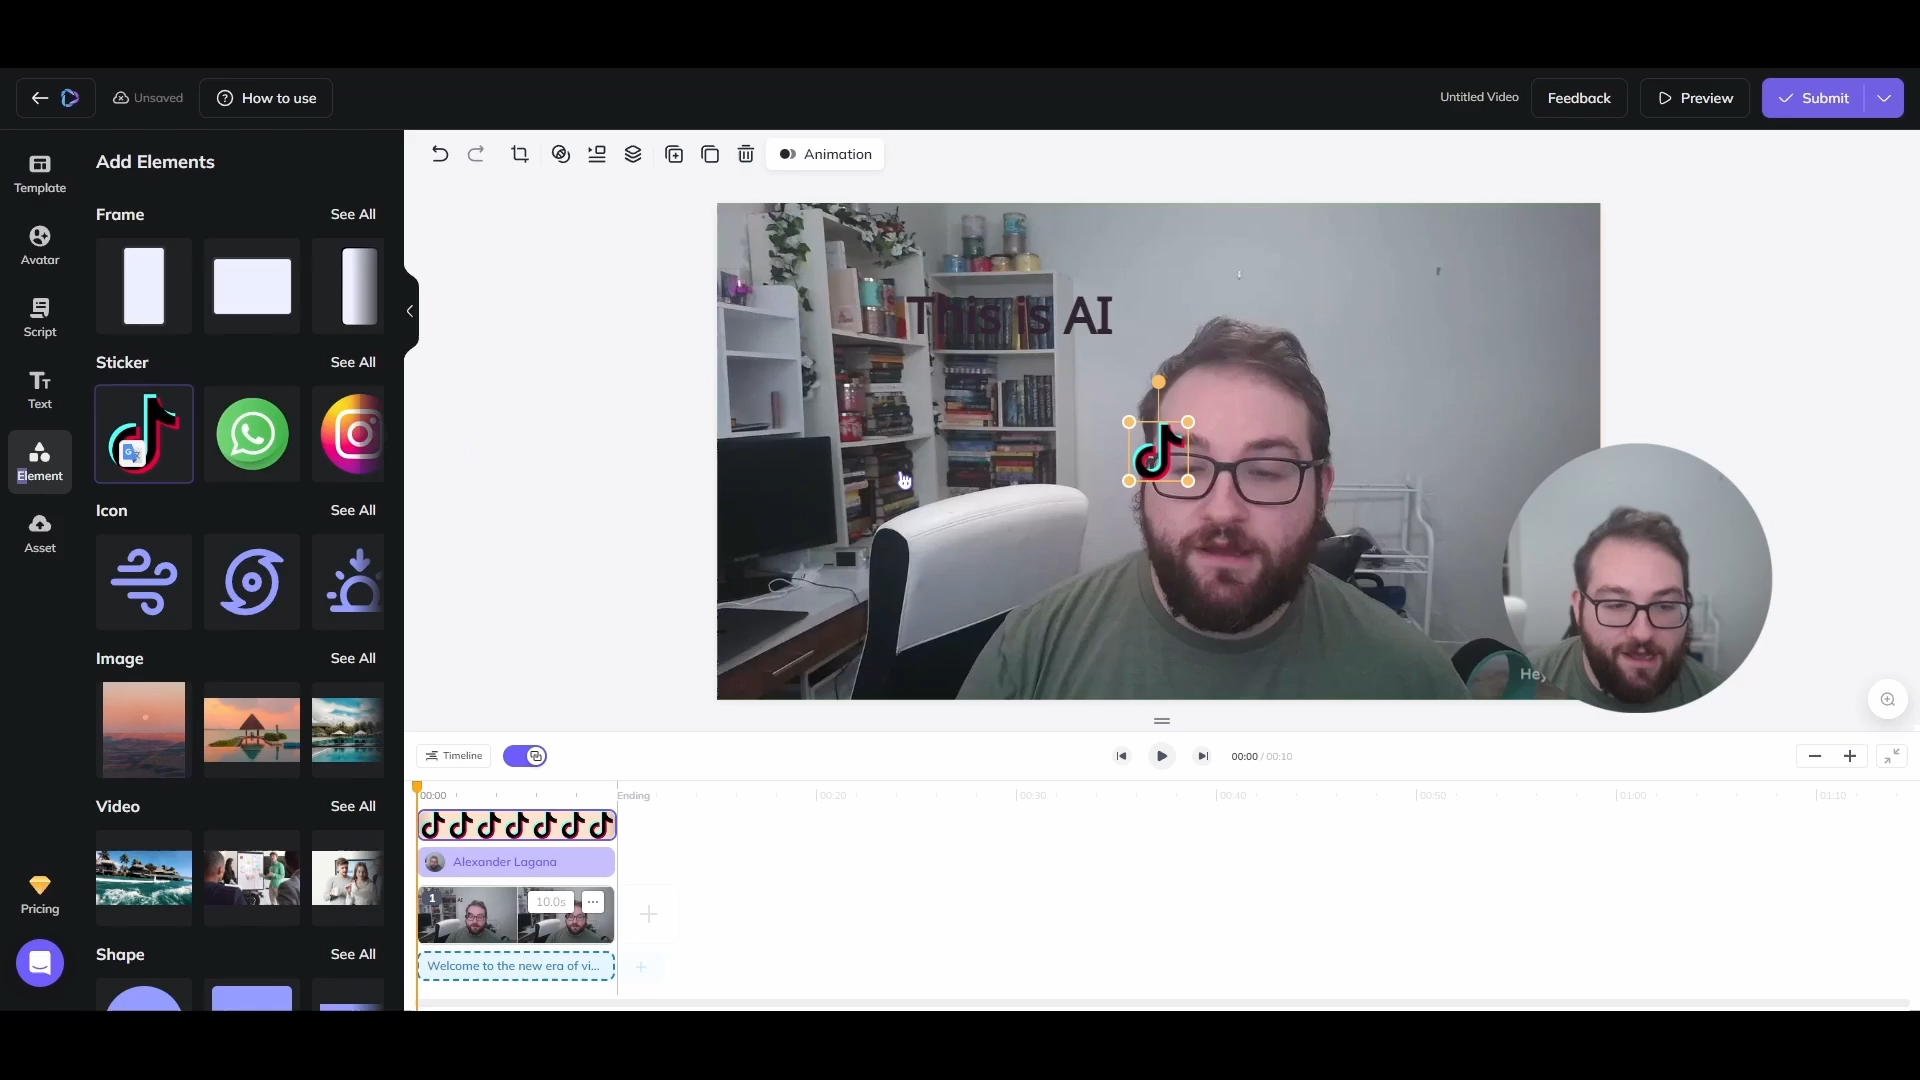 Unsaved
How to use
Untitled Video
Feedback
Preview
Submit
Template
Avatar
Script
Text
Element
Asset
Pricing
Add Elements
Frame
See All
Sticker
See All
Icon
See All
Image
See All
Video
See All
Shape
See All
Animation
This is AI
Hey,
Timeline
00:00 / 00:10
00:00
Ending
00:20
00:30
00:40
00:50
01:00
01:10
Alexander Lagana
1
10.0s
Welcome to the new era of vi...